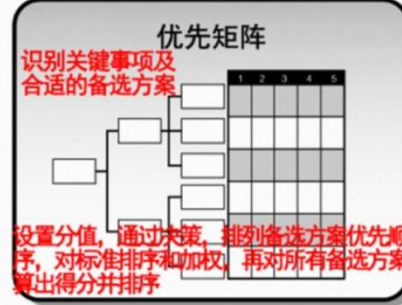 优先矩阵
识别关键事项及
合适的备选方案
1 2 3 4 5
设置分值，通过决策，排列备选方案优先顺
序，对标准排序和加权，再对所有备选方案
算出得分并排序